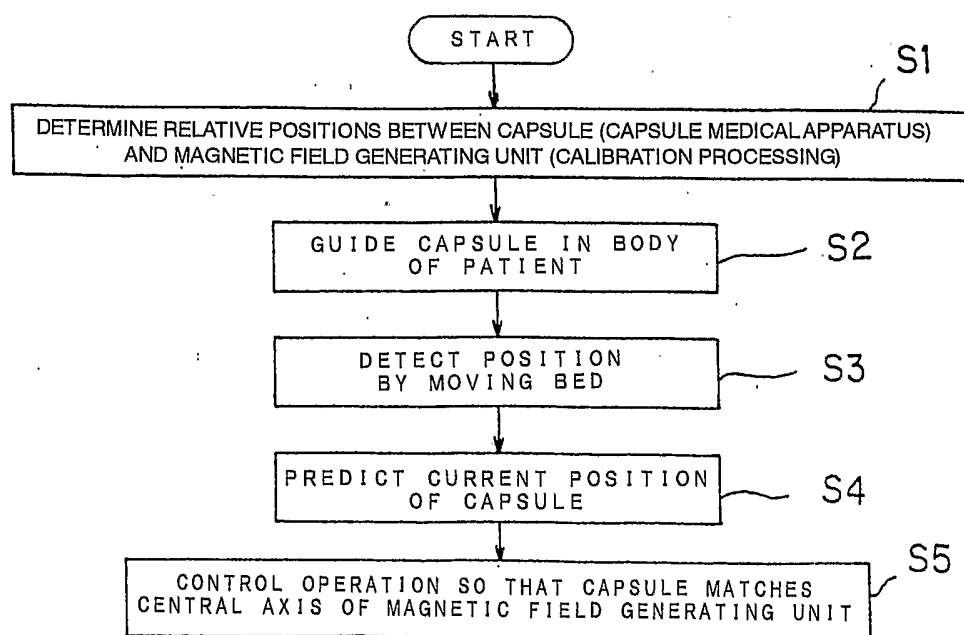 START
S1
DETERMINE RELATIVE POSITIONS BETWEEN CAPSULE (CAPSULE MEDICAL APPARATUS)
AND MAGNETIC FIELD GENERATING UNIT (CALIBRATION PROCESSING)
GUIDE CAPSULE IN BODY
OF PATIENT
S2
DETECT POSITION
BY MOVING BED
S3
PREDICT CURRENT POSITION
OF CAPSULE
S4
S5
CONTROL OPERATION SO THAT CAPSULE MATCHES
CENTRAL AXIS OF MAGNETIC FIELD GENERATING UNIT